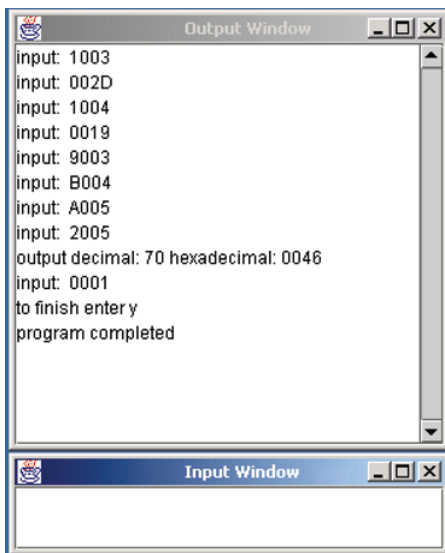 Output Window
input: 1003
input: 002D
input: 1004
input: 0019
input: 9003
input: B004
input: A005
input: 2005
output decimal: 70 hexadecimal: 0046
input: 0001
to finish enter y
program completed
Input Window